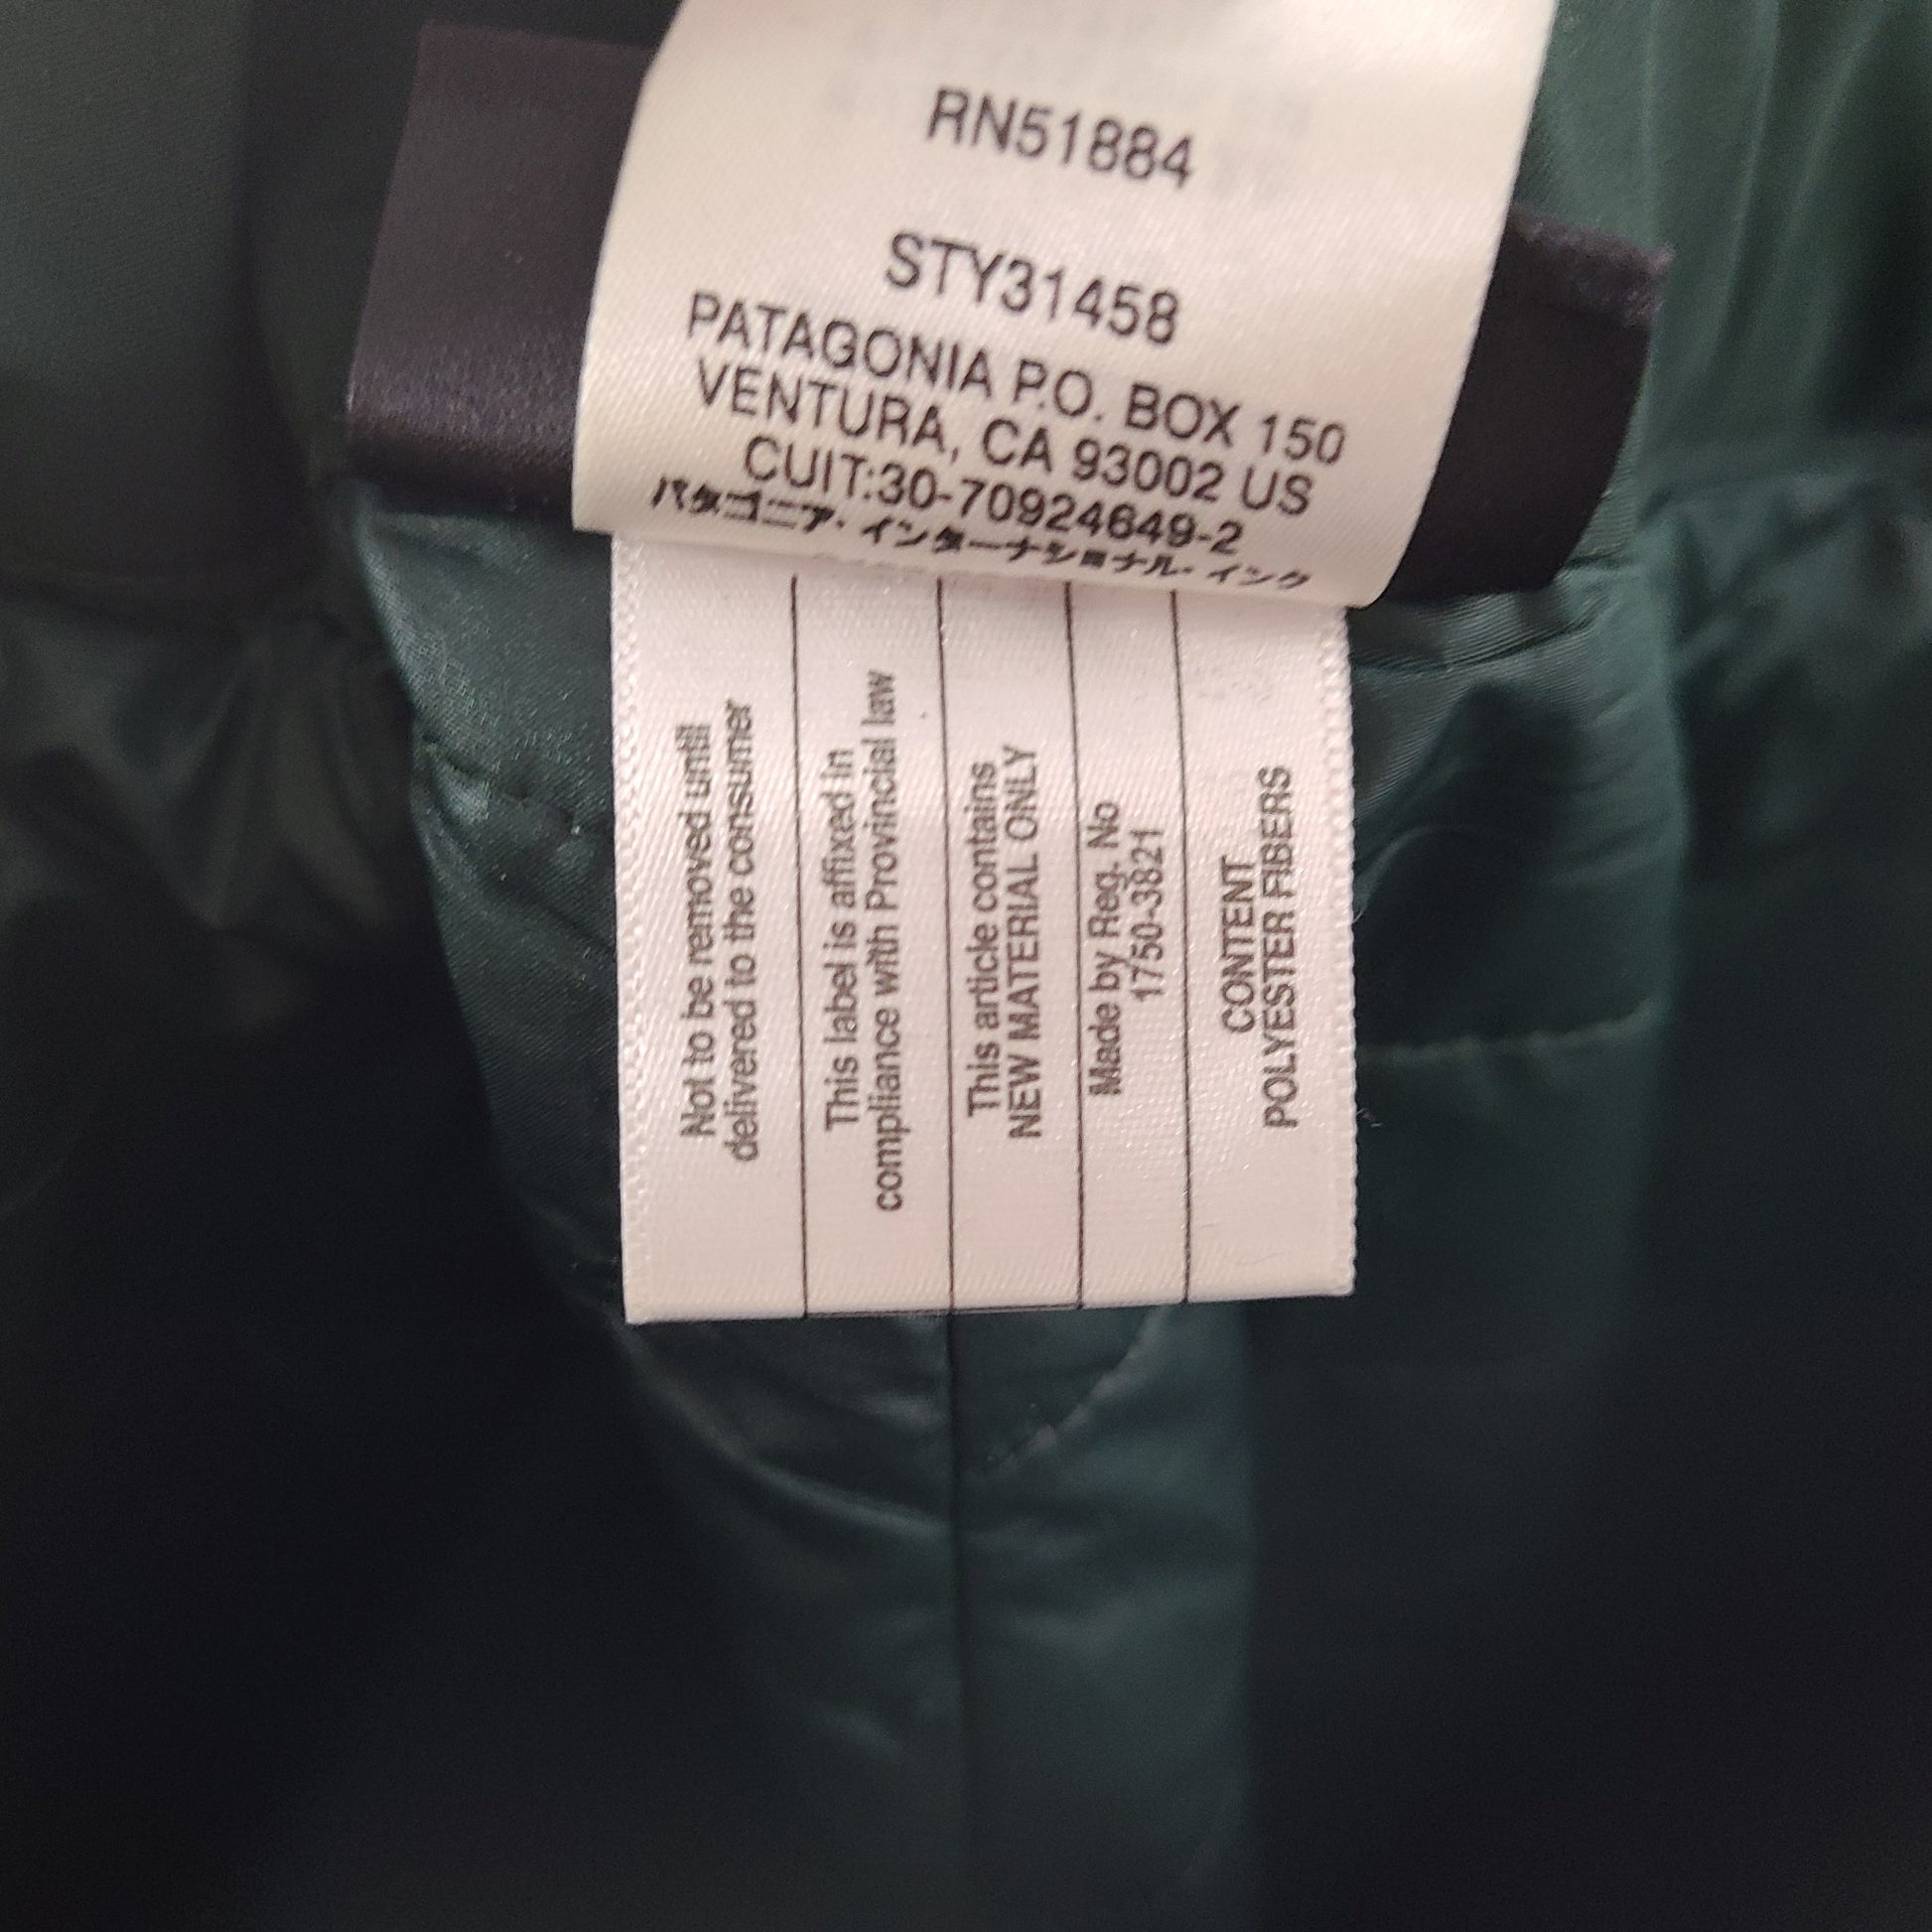 RN51884
STY31458
PATAGONIA P.O. BOX 150
VENTURA, CA 93002 US
CUIT:30-70924649-2
パタゴニア・インターナショナル・インク
Not to be removed until
delivered to the consumer
This label is affixed in
compliance with Provincial law
This article contains
NEW MATERIAL ONLY
Made by Reg. No
1750-3821
CONTENT
POLYESTER FIBERS